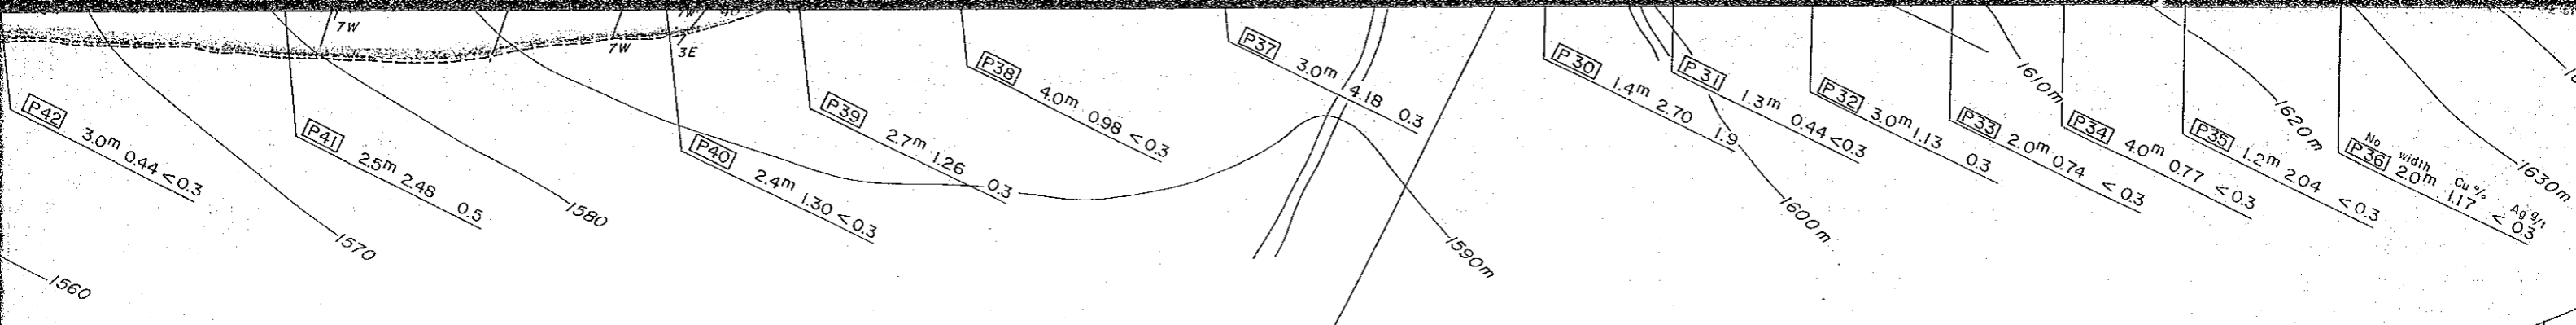 7W
7W
7W
3E
P42 3.0m 0.44 <0.3
P41 2.5m 2.48 0.5
P40 2.4m 1.30 <0.3
P39 2.7m 1.26 0.3
P38 4.0m 0.98 <0.3
P37 3.0m 4.18 0.3
P30 1.4m 2.70 1.9
P31 1.3m 0.44 <0.3
P32 3.0m 1.13 0.3
P33 2.0m 0.74 <0.3
P34 4.0m 0.77 <0.3
P35 1.2m 2.04 <0.3
No width Cu % Ag g/t
P36 2.0m 1.17 <0.3
1560
1570
1580
1590m
1600m
1610m
1620m
1630m